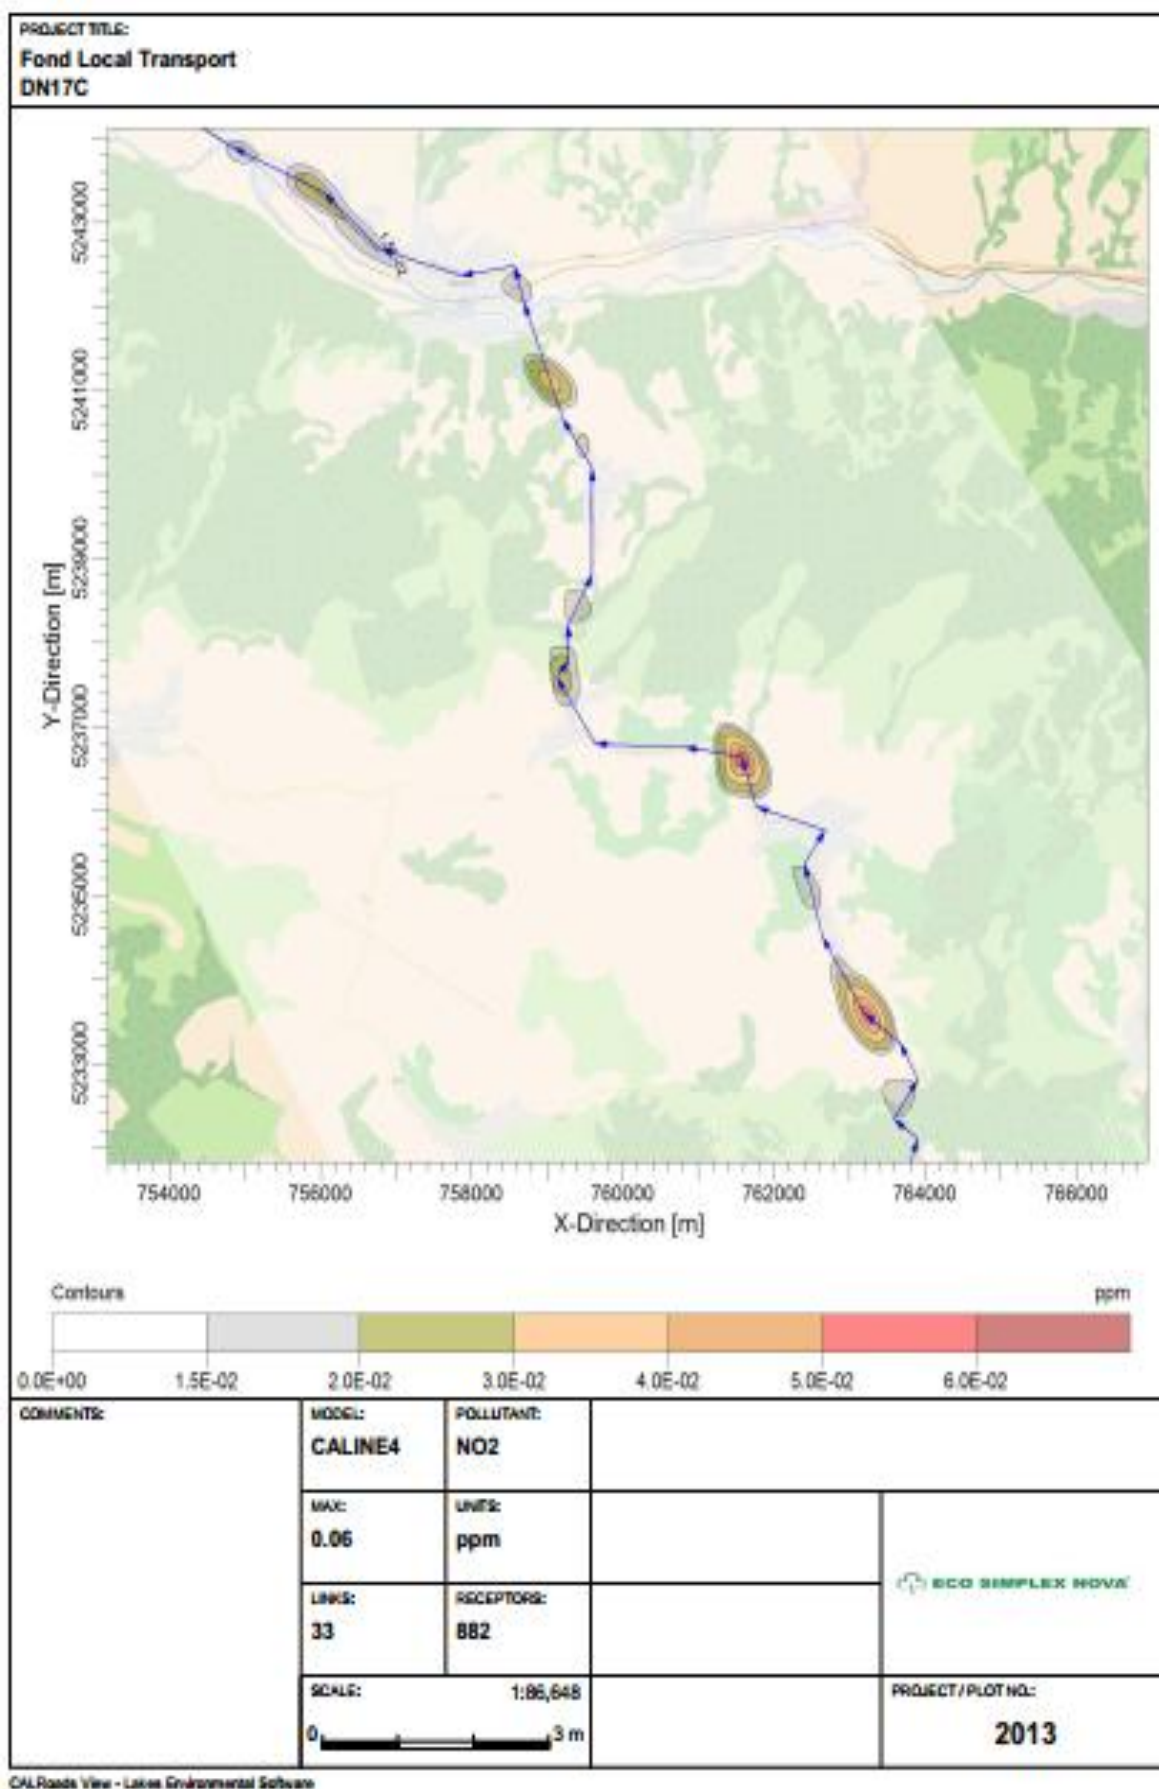 PROJECT TITLE:
Fond Local Transport
DN17C
Y-Direction [m]
5243000
5241000
5239000
5237000
5235000
5233000
754000 756000 758000 760000 762000 764000 766000
X-Direction [m]
Contours ppm
0.0E+00 1.5E-02 2.0E-02 3.0E-02 4.0E-02 5.0E-02 6.0E-02
COMMENTS:
MODEL:
CALINE4
POLLUTANT:
NO2
MAX:
0.06
UNITS:
ppm
LINKS:
33
RECEPTORS:
882
ECO SIMPLEX NOVA
SCALE: 1:86,648
0 3 m
PROJECT / PLOT NO.:
2013
CALRoads View - Lakes Environmental Software